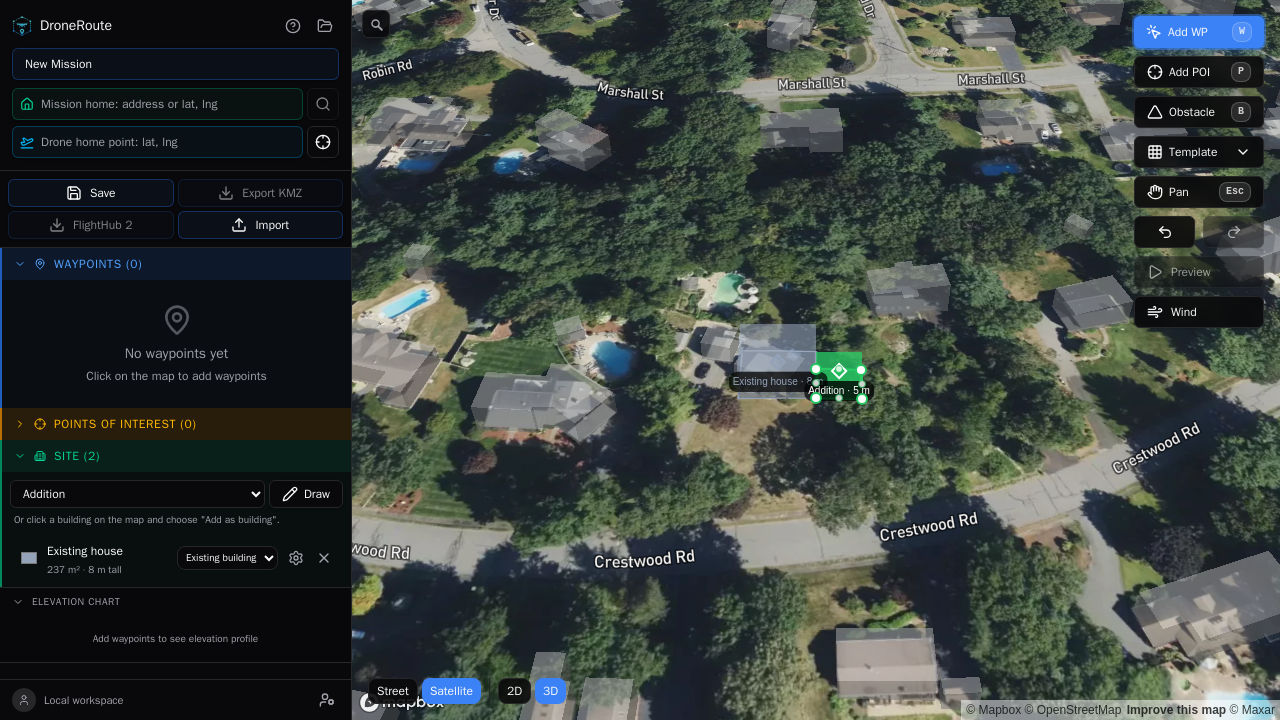 DroneRoute
New Mission
Mission home: address or lat, lng
Drone home point: lat, lng
Save
Export KMZ
FlightHub 2
Import
WAYPOINTS (0)
No waypoints yet
Click on the map to add waypoints
POINTS OF INTEREST (0)
SITE (2)
Addition
Draw
Or click a building on the map and choose "Add as building".
Existing house
237 m² · 8 m tall
Existing building
ELEVATION CHART
Add waypoints to see elevation profile
Local workspace
Robin Rd
Marshall St
Marshall St
Marshall St
Dr
Dr
Existing house · 8
Addition · 5 m
Crestwood Rd
Crestwood Rd
Crestwood Rd
wood Rd
Add WP W
Add POI P
Obstacle B
Template
Pan Esc
Preview
Wind
Street
Satellite
2D
3D
mapbox
© Mapbox © OpenStreetMap Improve this map © Maxar